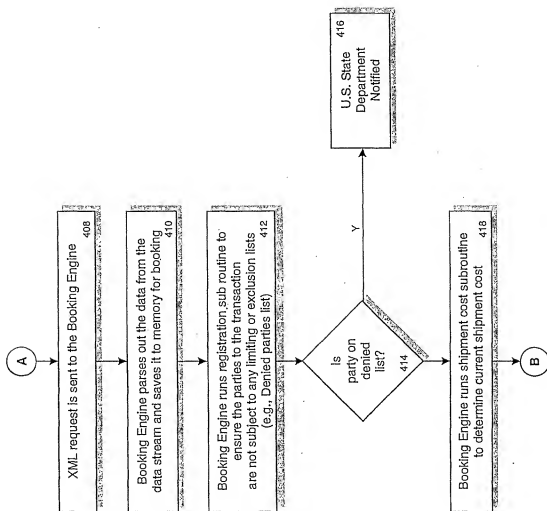 A
XML request is sent to the Booking Engine
408
Booking Engine parses out the data from the
data stream and saves it to memory for booking
410
Booking Engine runs registration sub routine to
ensure the parties to the transaction
are not subject to any limiting or exclusion lists
(e.g., Denied parties list)
412
Is
party on
denied
list?
414
Y
U.S. State
Department
Notified
416
Booking Engine runs shipment cost subroutine
to determine current shipment cost
418
B